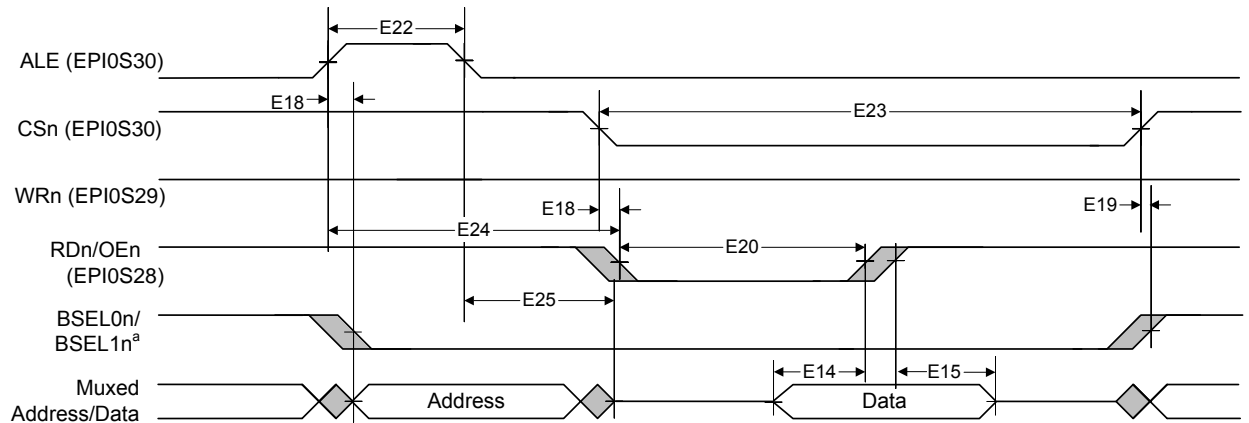 E22
ALE (EPI0S30)
E18
E23
CSn (EPI0S30)
WRn (EPI0S29)
E18
E19
E24
RDn/OEn
(EPI0S28)
E20
E25
BSEL0n/
BSEL1nᵃ
Muxed
Address/Data
Address
E14
E15
Data